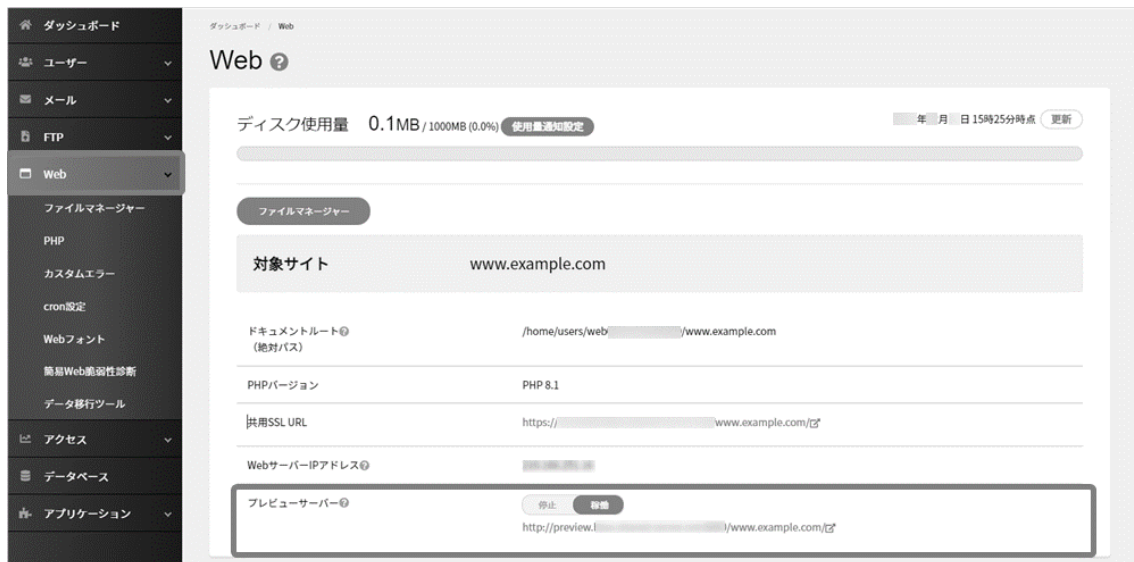 ダッシュボード
ユーザー
メール
FTP
Web
ファイルマネージャー
PHP
カスタムエラー
cron設定
Webフォント
簡易Web脆弱性診断
データ移行ツール
アクセス
データベース
アプリケーション
ダッシュボード / Web
Web ?
ディスク使用量 0.1MB / 1000MB (0.0%) 使用量通知設定
年 月 日 15時25分時点 更新
ファイルマネージャー
対象サイト www.example.com
ドキュメントルート? /home/users/web /www.example.com
(絶対パス)
PHPバージョン PHP 8.1
共用SSL URL https:// www.example.com/
WebサーバーIPアドレス?
プレビューサーバー? 停止 稼働
http://preview. /www.example.com/